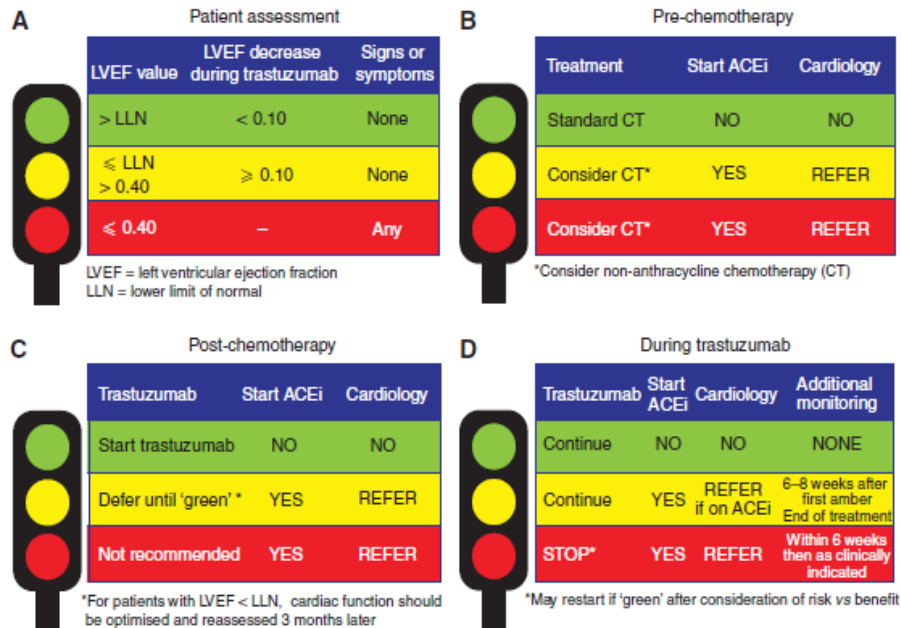 A Patient assessment
LVEF value LVEF decrease during trastuzumab Signs or symptoms
> LLN < 0.10 None
⩽ LLN > 0.40 ⩾ 0.10 None
⩽ 0.40 – Any
LVEF = left ventricular ejection fraction
LLN = lower limit of normal
B Pre-chemotherapy
Treatment Start ACEi Cardiology
Standard CT NO NO
Consider CT* YES REFER
Consider CT* YES REFER
*Consider non-anthracycline chemotherapy (CT)
C Post-chemotherapy
Trastuzumab Start ACEi Cardiology
Start trastuzumab NO NO
Defer until ‘green’ * YES REFER
Not recommended YES REFER
*For patients with LVEF < LLN, cardiac function should
be optimised and reassessed 3 months later
D During trastuzumab
Trastuzumab Start ACEi Cardiology Additional monitoring
Continue NO NO NONE
Continue YES REFER if on ACEi 6–8 weeks after first amber End of treatment
STOP* YES REFER Within 6 weeks then as clinically indicated
*May restart if ‘green’ after consideration of risk vs benefit